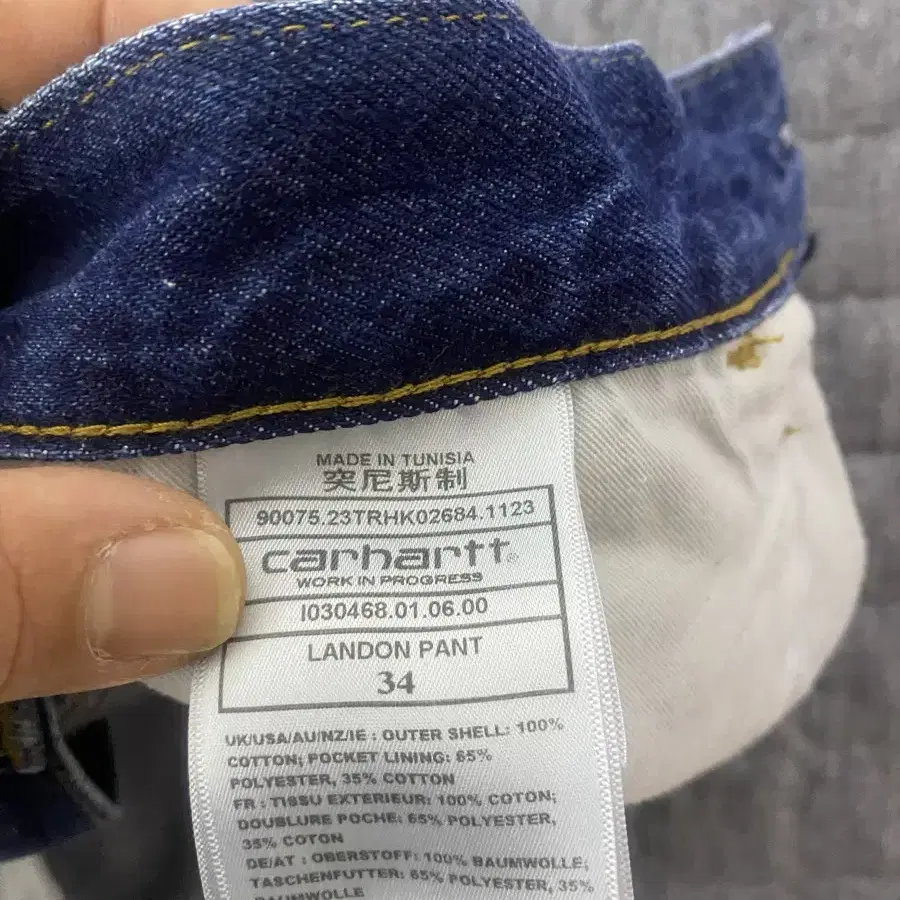 MADE IN TUNISIA
突尼斯制
90075.23TRHK02684.1123
carhartt®
WORK IN PROGRESS
I030468.01.06.00
LANDON PANT
34
UK/USA/AU/NZ/IE : OUTER SHELL: 100%
COTTON; POCKET LINING: 65%
POLYESTER, 35% COTTON
FR : TISSU EXTERIEUR: 100% COTON;
DOUBLURE POCHE: 65% POLYESTER,
35% COTON
DE/AT : OBERSTOFF: 100% BAUMWOLLE;
TASCHENFUTTER: 65% POLYESTER, 35%
BAUMWOLLE